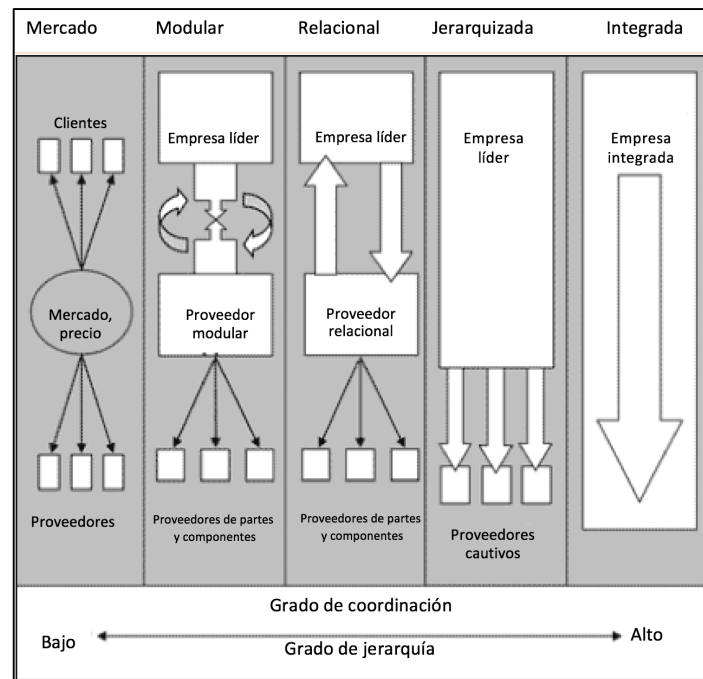 Mercado
Modular
Relacional
Jerarquizada
Integrada
Clientes
Mercado,
precio
Proveedores
Empresa líder
Proveedor
modular
Proveedores de partes
y componentes
Empresa líder
Proveedor
relacional
Proveedores de partes
y componentes
Empresa
líder
Proveedores
cautivos
Empresa
integrada
Grado de coordinación
Bajo
Alto
Grado de jerarquía